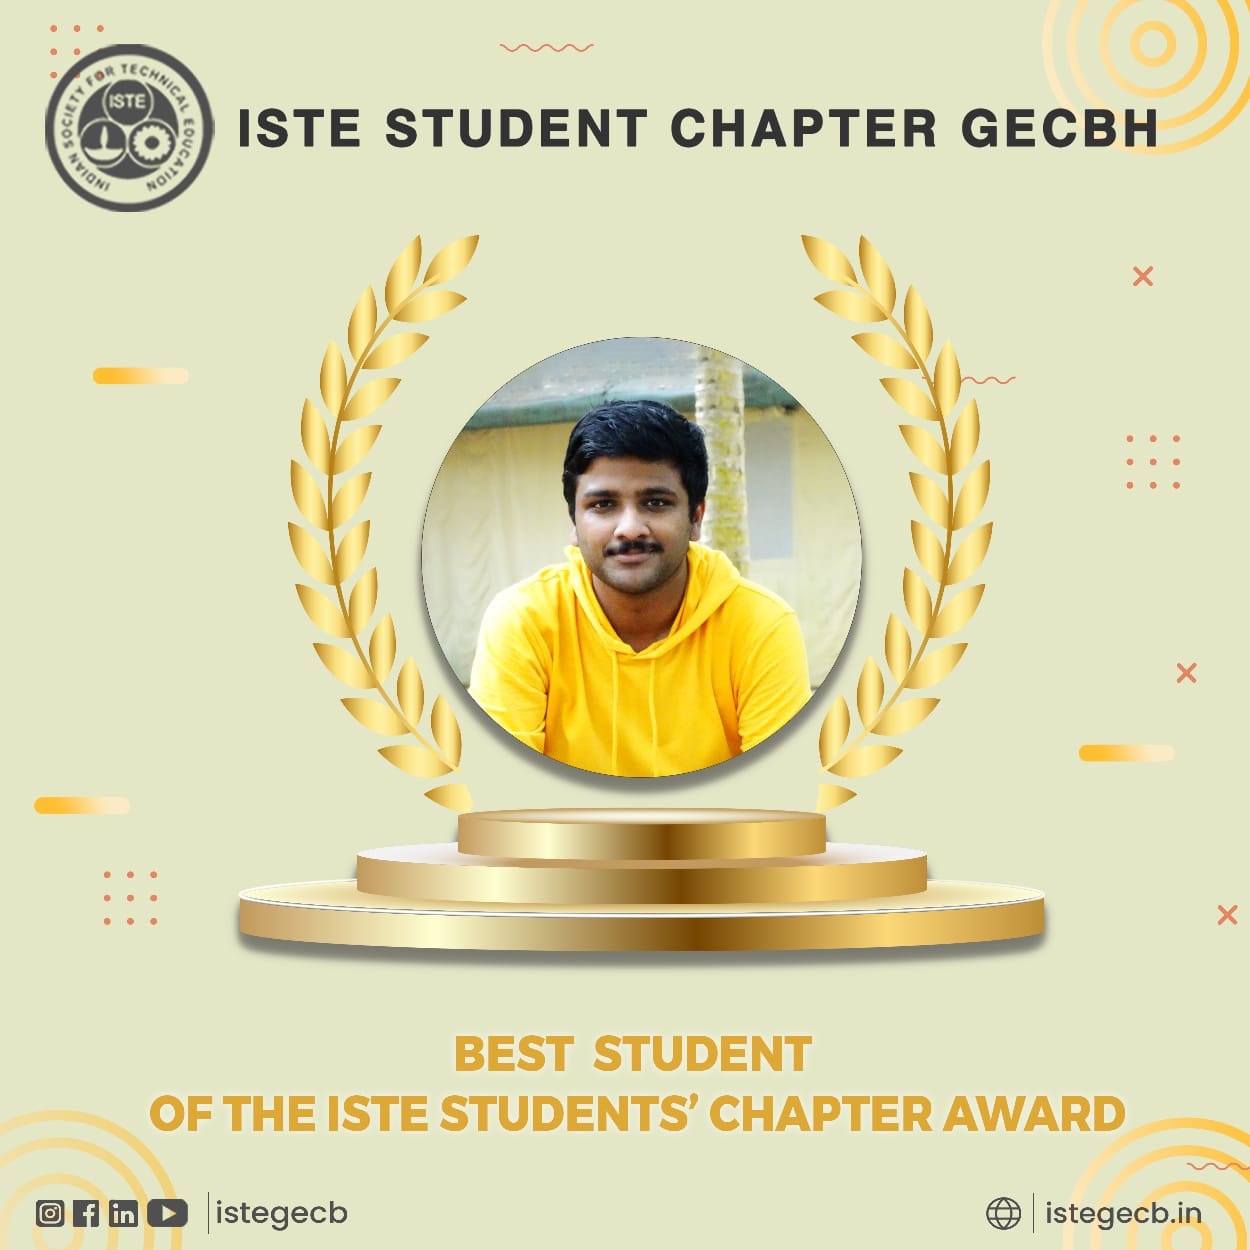 INDIAN SOCIETY FOR TECHNICAL EDUCATION
ISTE
ISTE STUDENT CHAPTER GECBH
BEST STUDENT
OF THE ISTE STUDENTS’ CHAPTER AWARD
istegecb
istegecb.in